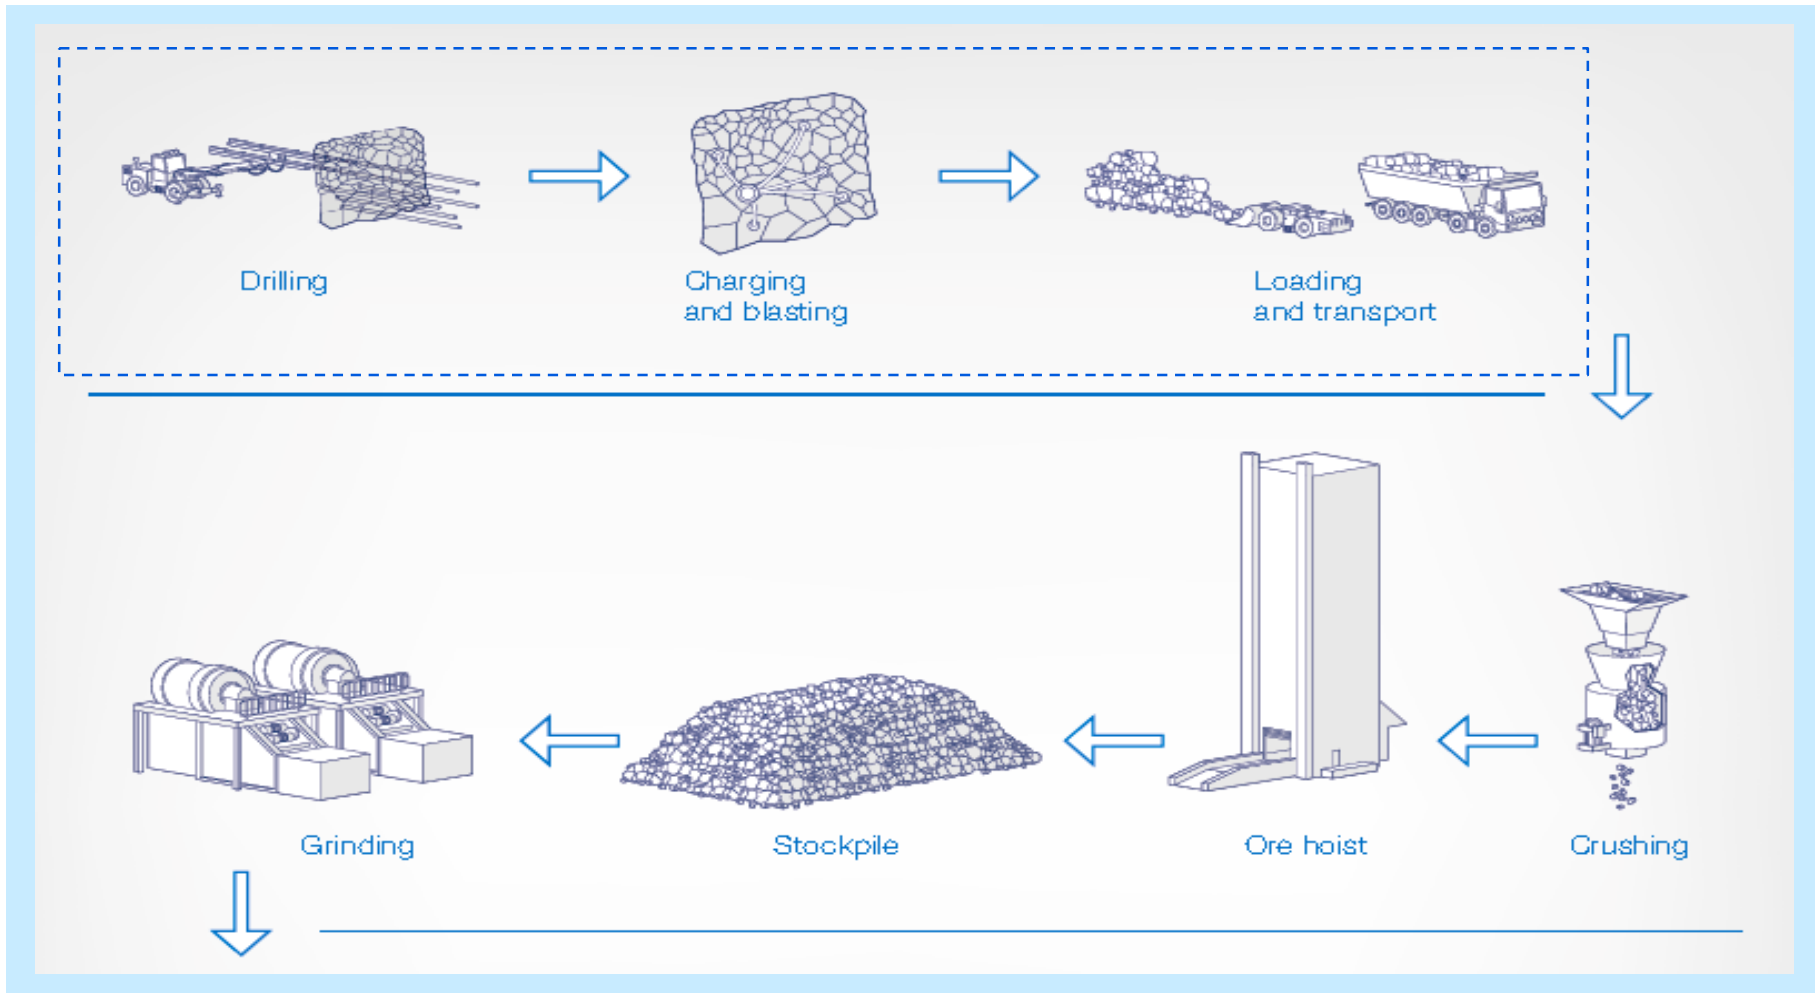 Drilling
Charging
and blasting
Loading
and transport
Grinding
Stockpile
Ore hoist
Crushing